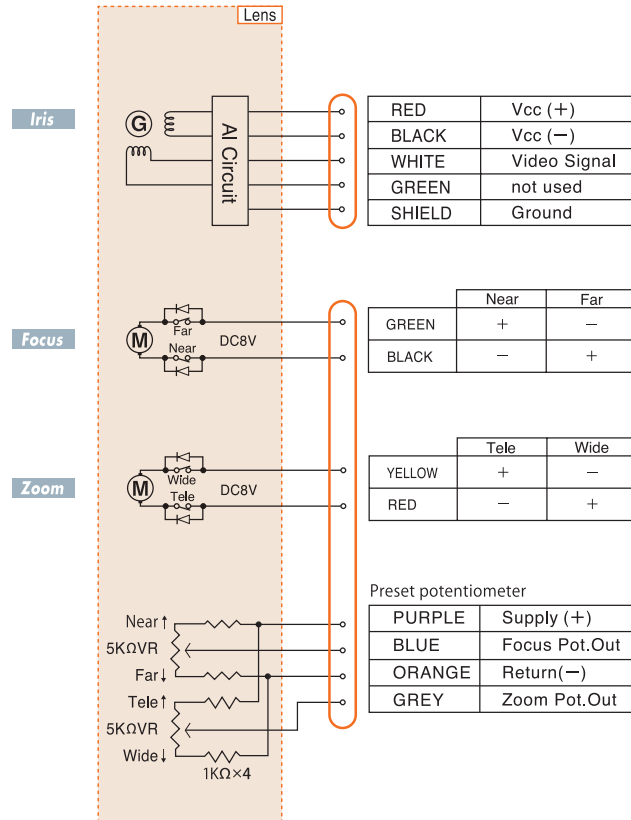 Lens
Iris
G
AI Circuit
RED Vcc (+)
BLACK Vcc (−)
WHITE Video Signal
GREEN not used
SHIELD Ground
Near Far
Focus
M
Far
Near
DC8V
GREEN + −
BLACK − +
Tele Wide
Zoom
M
Wide
Tele
DC8V
YELLOW + −
RED − +
Preset potentiometer
Near↑
5KΩVR
Far↓
Tele↑
5KΩVR
Wide↓
1KΩ×4
PURPLE Supply (+)
BLUE Focus Pot.Out
ORANGE Return(−)
GREY Zoom Pot.Out